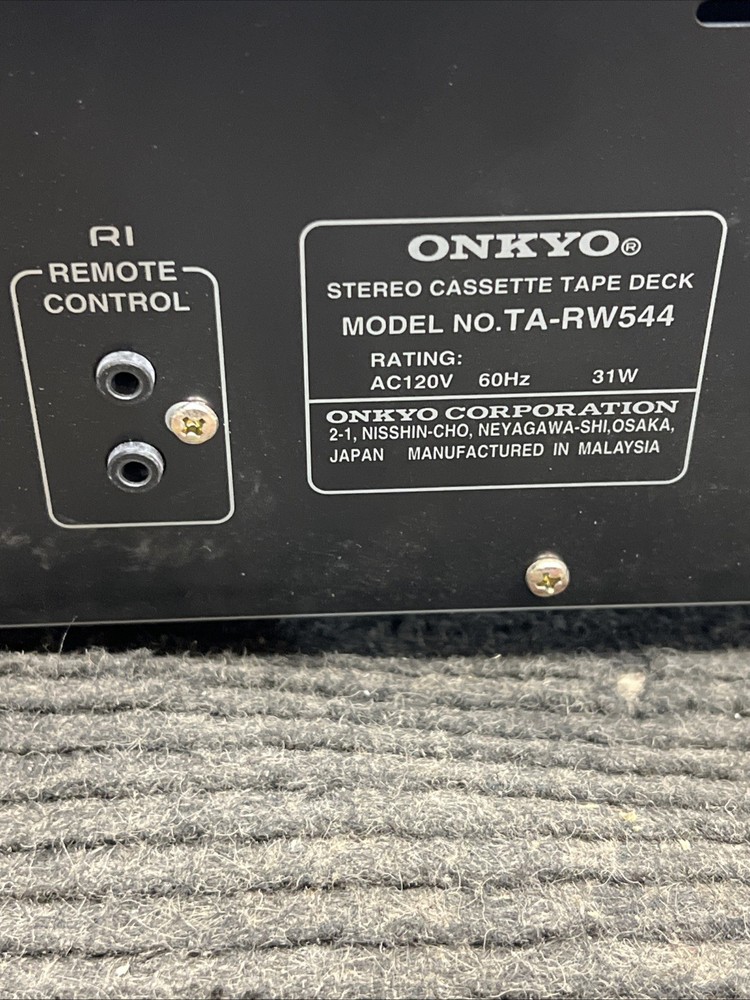 RI
REMOTE
CONTROL
ONKYO®
STEREO CASSETTE TAPE DECK
MODEL NO.TA-RW544
RATING:
AC120V 60Hz 31W
ONKYO CORPORATION
2-1, NISSHIN-CHO, NEYAGAWA-SHI,OSAKA,
JAPAN MANUFACTURED IN MALAYSIA